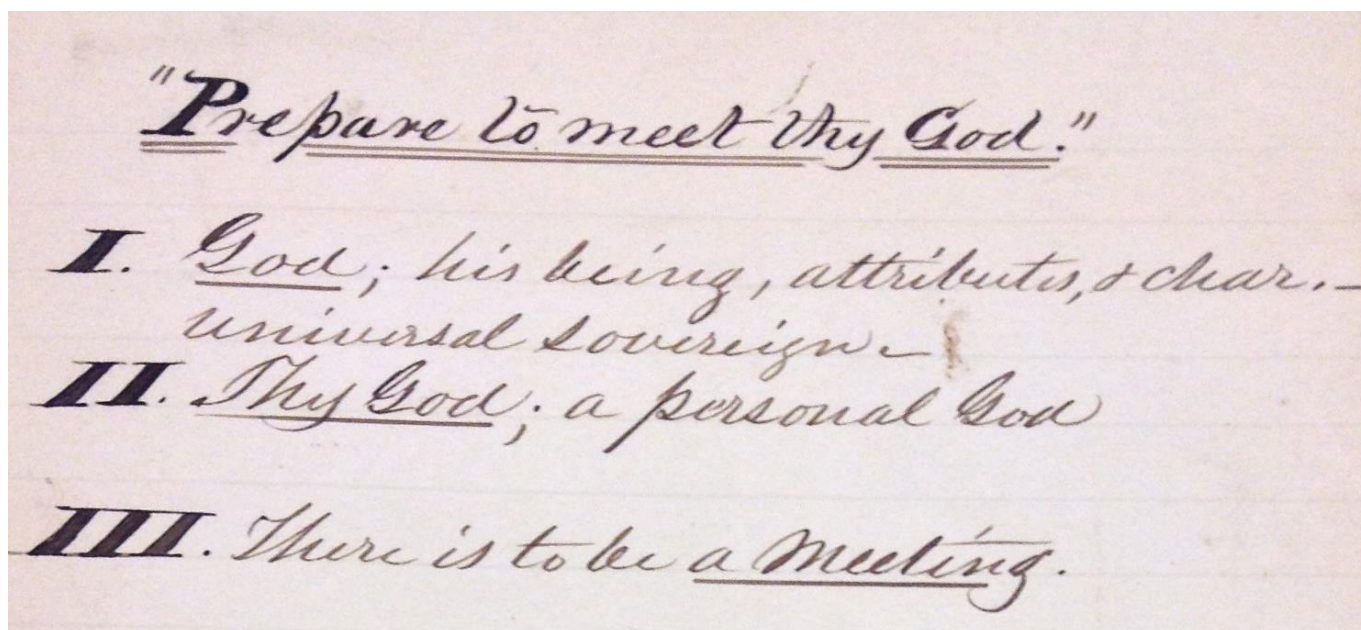 "Prepare to meet thy God."
I. God; his being, attributes, & char. –
universal sovereign –
II. Thy God; a personal God
III. There is to be a Meeting.